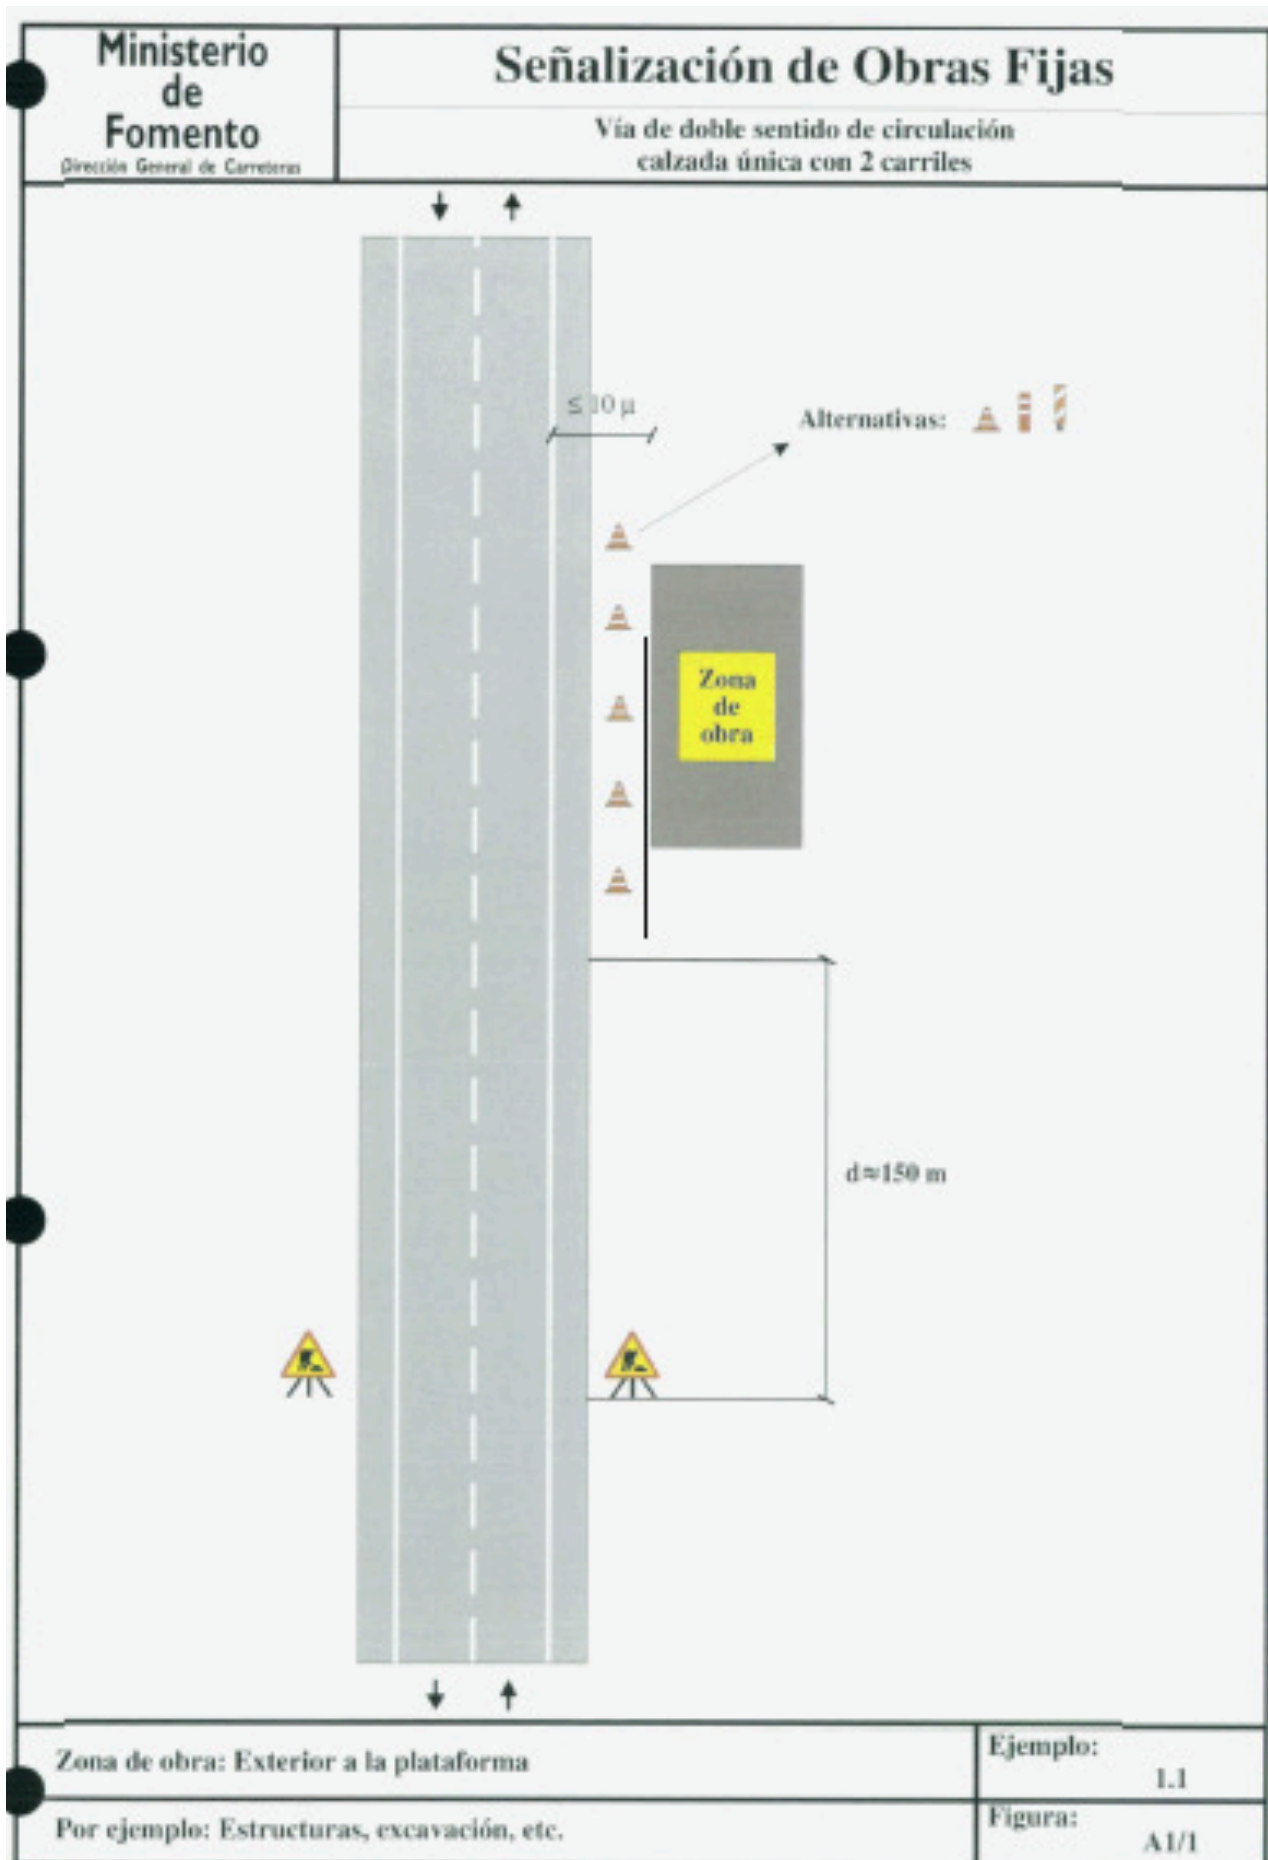 Ministerio
de
Fomento
Dirección General de Carreteras
Señalización de Obras Fijas
Vía de doble sentido de circulación
calzada única con 2 carriles
≤ 10 µ
Alternativas:
Zona
de
obra
d≈150 m
Zona de obra: Exterior a la plataforma
Ejemplo:
1.1
Por ejemplo: Estructuras, excavación, etc.
Figura:
A1/1